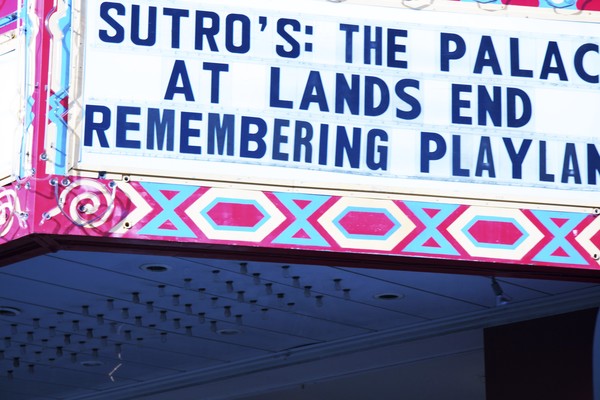 SUTRO'S: THE PALAC
AT LANDS END
REMEMBERING PLAYLAN